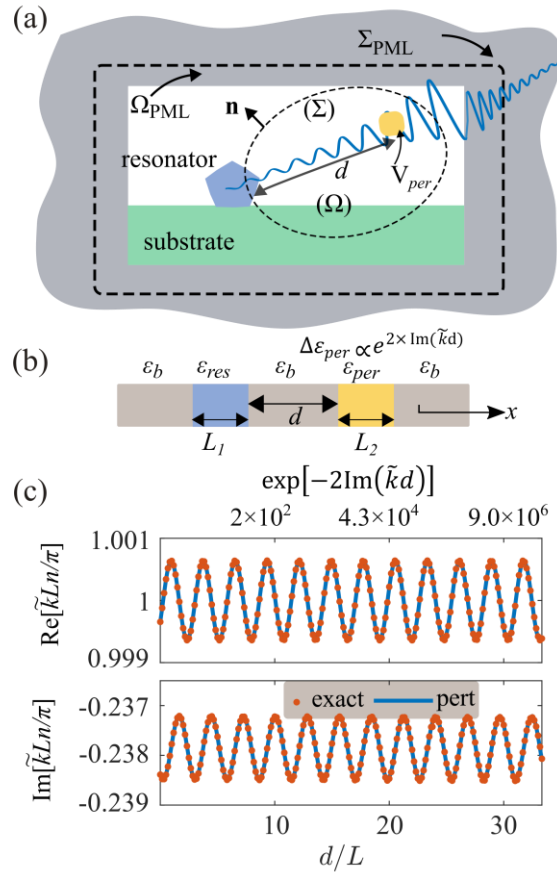 (a)
Σ_PML
Ω_PML
n
(Σ)
resonator
d
V_per
(Ω)
substrate
(b)
Δε_per ∝ e^{2×Im(k̃d)}
ε_b ε_res ε_b ε_per ε_b
d
x
L_1 L_2
(c)
exp[−2Im(k̃d)]
2×10^2 4.3×10^4 9.0×10^6
1.001
Re[k̃Ln/π]
1
0.999
-0.237
exact pert
Im[k̃Ln/π]
-0.238
-0.239
10 20 30
d/L